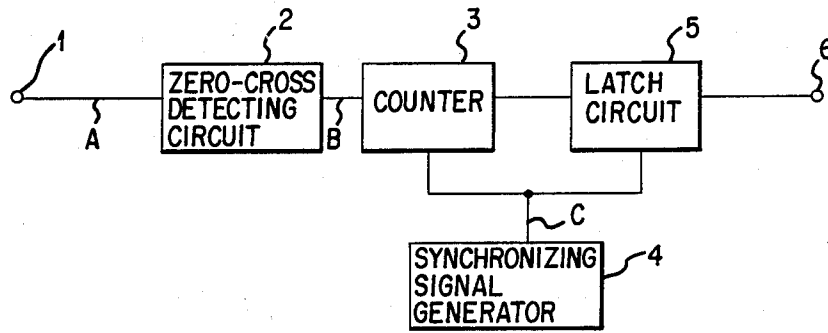 1
2
3
5
6
ZERO-CROSS
DETECTING
CIRCUIT
COUNTER
LATCH
CIRCUIT
A
B
C
SYNCHRONIZING
SIGNAL
GENERATOR
4